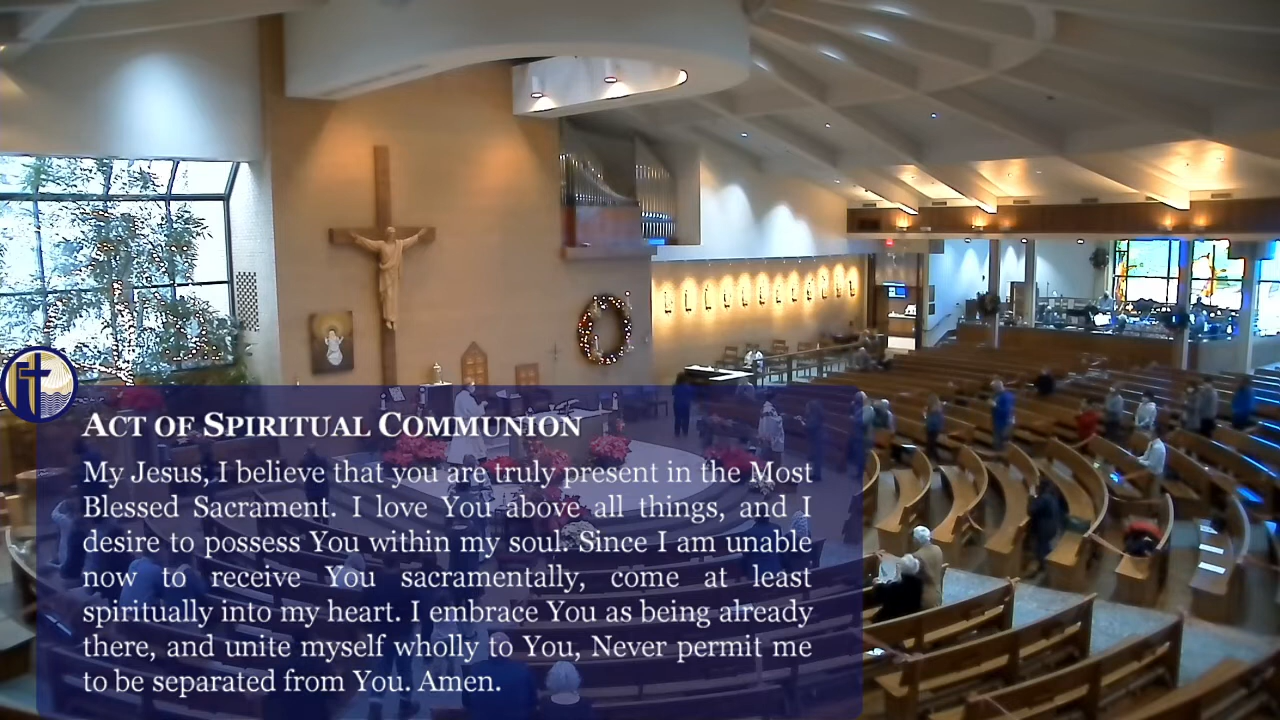 Act of Spiritual Communion
My Jesus, I believe that you are truly present in the Most
Blessed Sacrament. I love You above all things, and I
desire to possess You within my soul. Since I am unable
now to receive You sacramentally, come at least
spiritually into my heart. I embrace You as being already
there, and unite myself wholly to You, Never permit me
to be separated from You. Amen.